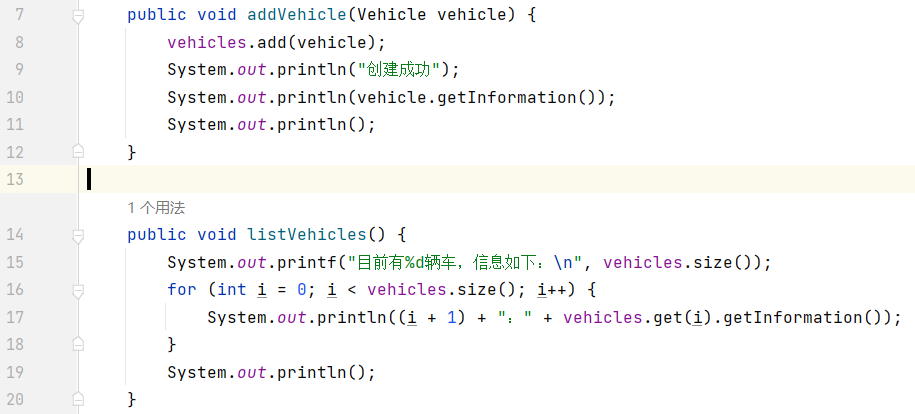 7 public void addVehicle(Vehicle vehicle) {
8 vehicles.add(vehicle);
9 System.out.println("创建成功");
10 System.out.println(vehicle.getInformation());
11 System.out.println();
12 }
13
1 个用法
14 public void listVehicles() {
15 System.out.printf("目前有%d辆车，信息如下：\n", vehicles.size());
16 for (int i = 0; i < vehicles.size(); i++) {
17 System.out.println((i + 1) + "：" + vehicles.get(i).getInformation());
18 }
19 System.out.println();
20 }